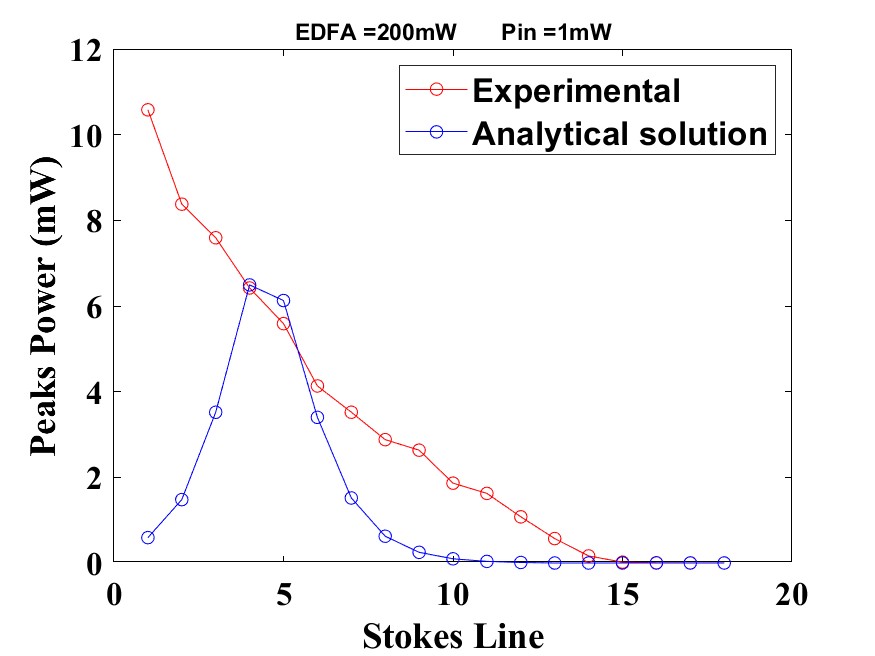 EDFA =200mW Pin =1mW
Experimental
Analytical solution
Peaks Power (mW)
12
10
8
6
4
2
0
0 5 10 15 20
Stokes Line